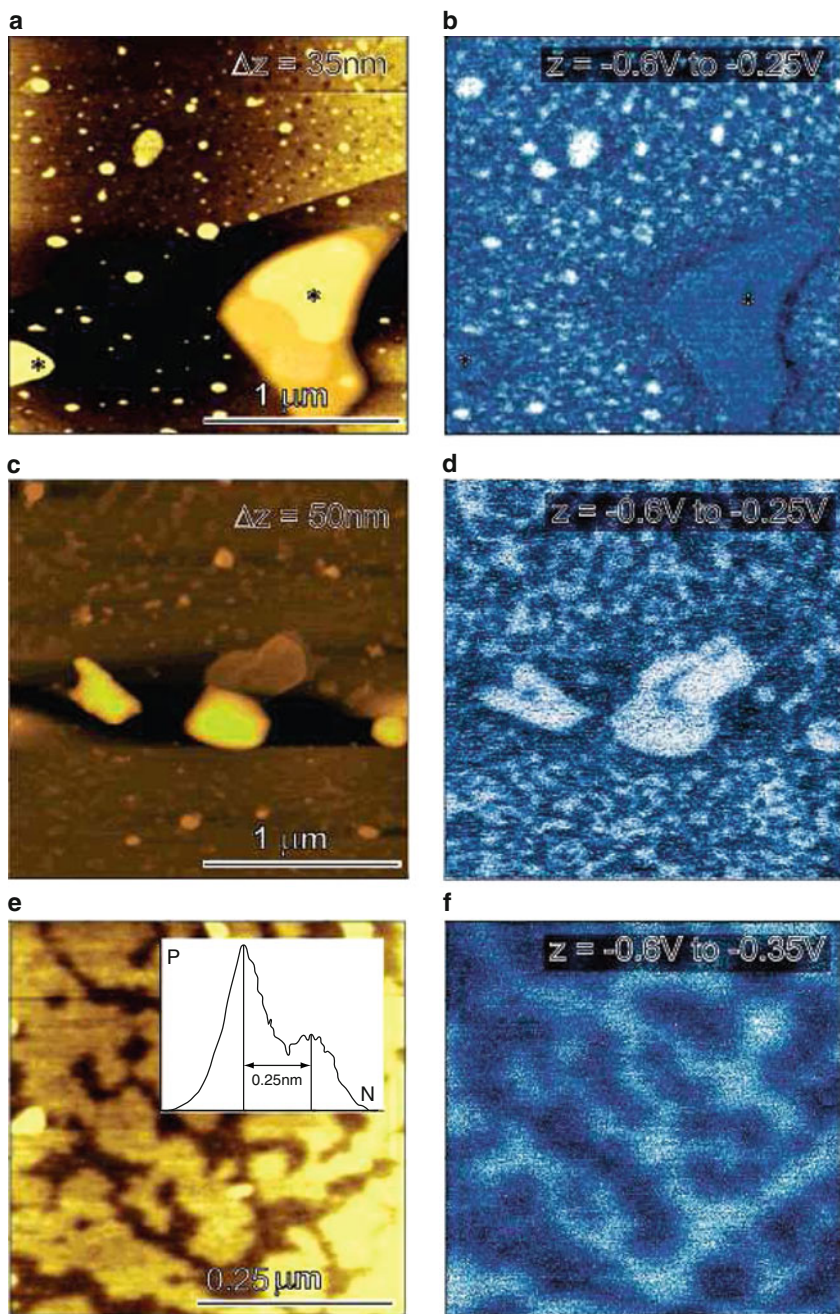 a
b
Δz = 35nm
z = -0.6V to -0.25V
*
*
*
*
1 μm
c
d
Δz = 50nm
z = -0.6V to -0.25V
1 μm
e
f
z = -0.6V to -0.35V
P
0.25nm
N
0.25 μm